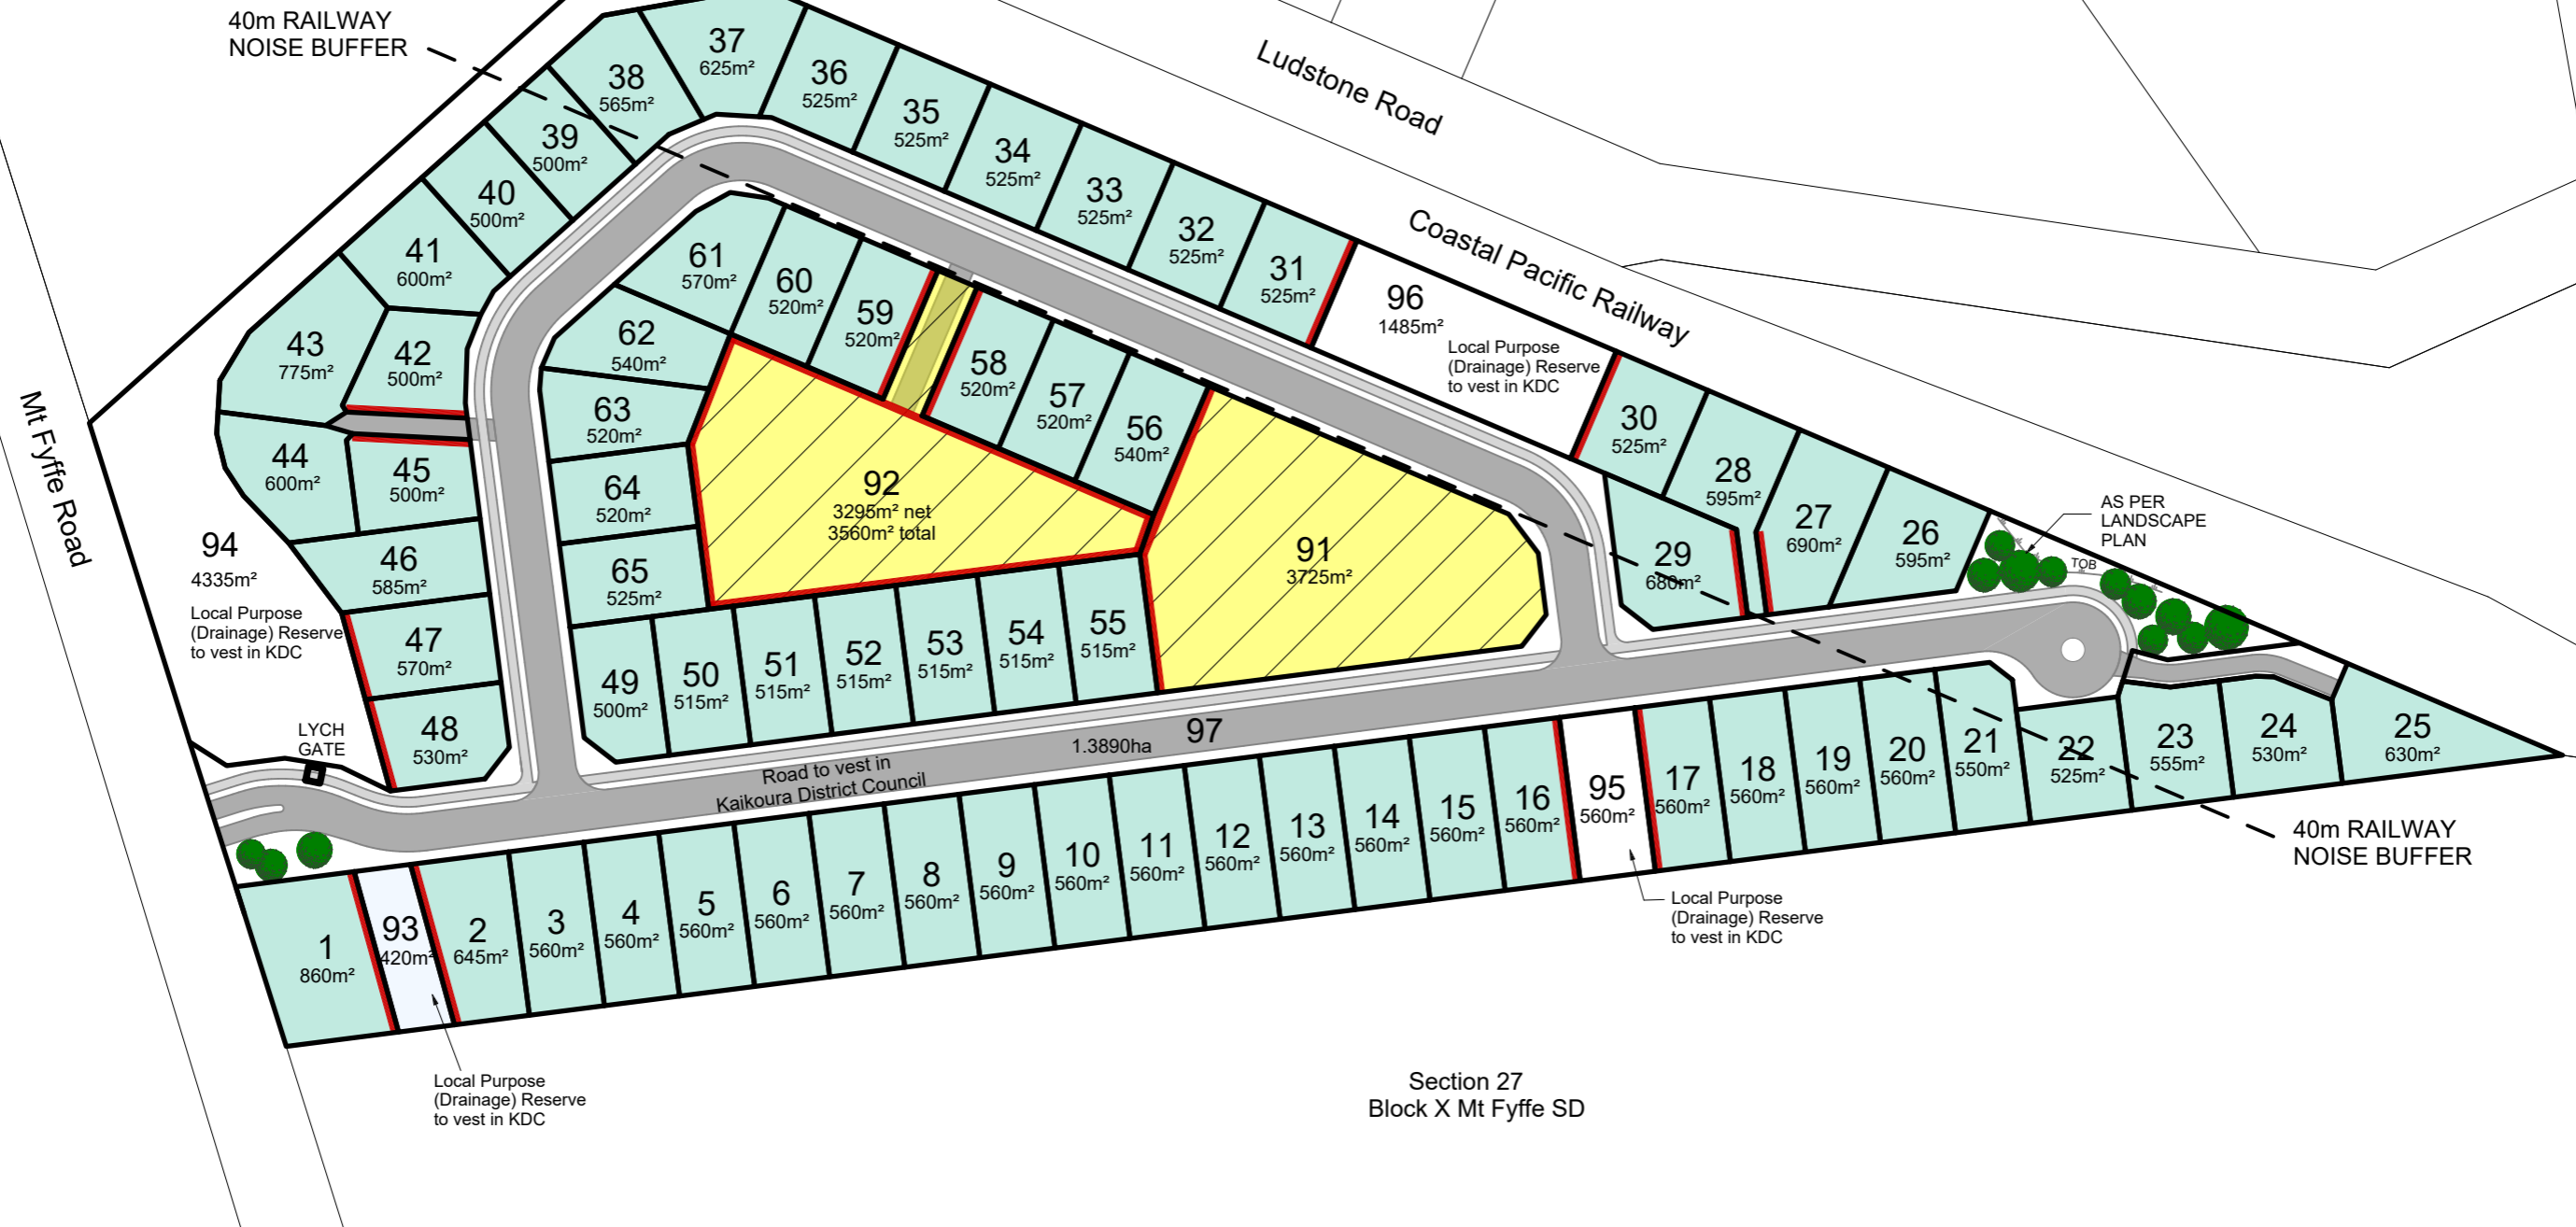 40m RAILWAY
NOISE BUFFER
Ludstone Road
Coastal Pacific Railway
Mt Fyffe Road
37
625m²
38
565m²
36
525m²
35
525m²
39
500m²
34
525m²
40
500m²
33
525m²
32
525m²
41
600m²
31
525m²
61
570m²
60
520m²
59
520m²
96
1485m²
Local Purpose
(Drainage) Reserve
to vest in KDC
43
775m²
42
500m²
62
540m²
58
520m²
57
520m²
56
540m²
63
520m²
30
525m²
28
595m²
27
690m²
26
595m²
29
680m²
44
600m²
45
500m²
64
520m²
92
3295m² net
3560m² total
91
3725m²
AS PER
LANDSCAPE
PLAN
TOB
94
4335m²
Local Purpose
(Drainage) Reserve
to vest in KDC
46
585m²
65
525m²
47
570m²
48
530m²
LYCH
GATE
49
500m²
50
515m²
51
515m²
52
515m²
53
515m²
54
515m²
55
515m²
97
1.3890ha
Road to vest in
Kaikoura District Council
1
860m²
93
420m²
2
645m²
3
560m²
4
560m²
5
560m²
6
560m²
7
560m²
8
560m²
9
560m²
10
560m²
11
560m²
12
560m²
13
560m²
14
560m²
15
560m²
16
560m²
95
560m²
17
560m²
18
560m²
19
560m²
20
560m²
21
550m²
22
525m²
23
555m²
24
530m²
25
630m²
40m RAILWAY
NOISE BUFFER
Local Purpose
(Drainage) Reserve
to vest in KDC
Local Purpose
(Drainage) Reserve
to vest in KDC
Section 27
Block X Mt Fyffe SD